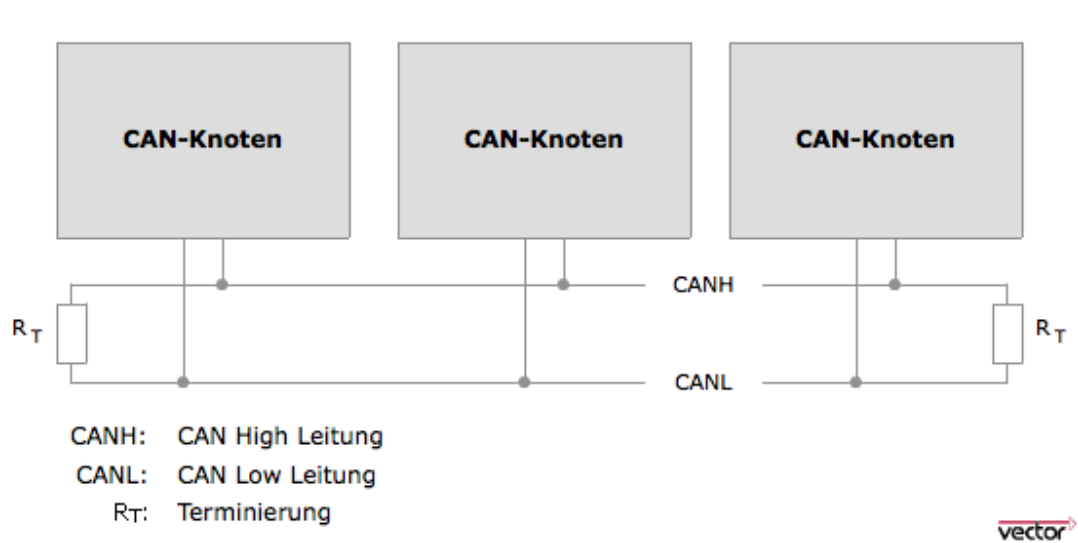 CAN-Knoten CAN-Knoten CAN-Knoten
CANH
RT RT
CANL
CANH: CAN High Leitung
CANL: CAN Low Leitung
RT: Terminierung
vector